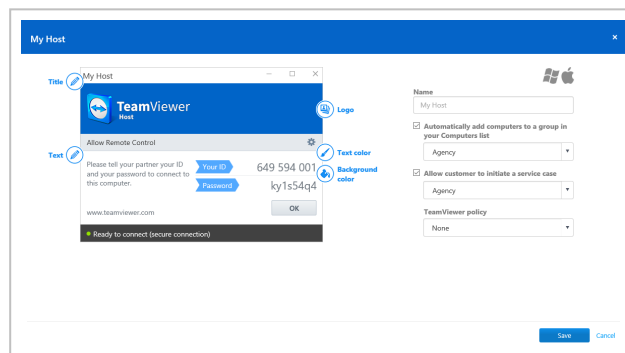 My Host
×
Title
My Host
TeamViewer
Host
Logo
Allow Remote Control
Text
Text color
Please tell your partner your ID
and your password to connect to
this computer.
Your ID
649 594 001
Password
ky1s54q4
Background
color
www.teamviewer.com
OK
Ready to connect (secure connection)
Name
My Host
Automatically add computers to a group in
your Computers list
Agency
Allow customer to initiate a service case
Agency
TeamViewer policy
None
Save
Cancel